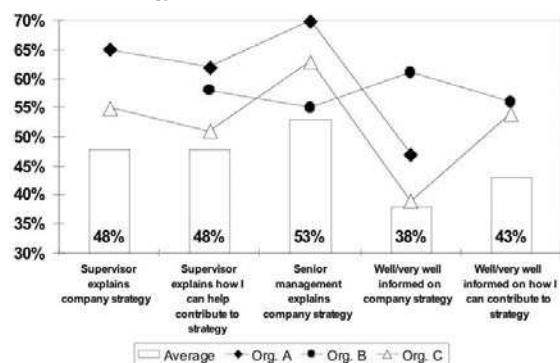 70%
65%
60%
55%
50%
45%
40%
35%
30%
48%
48%
53%
38%
43%
Supervisor
explains
company strategy
Supervisor
explains how I
can help
contribute to
strategy
Senior
management
explains
company strategy
Well/very well
informed on
company strategy
Well/very well
informed on how I
can contribute to
strategy
Average
Org. A
Org. B
Org. C